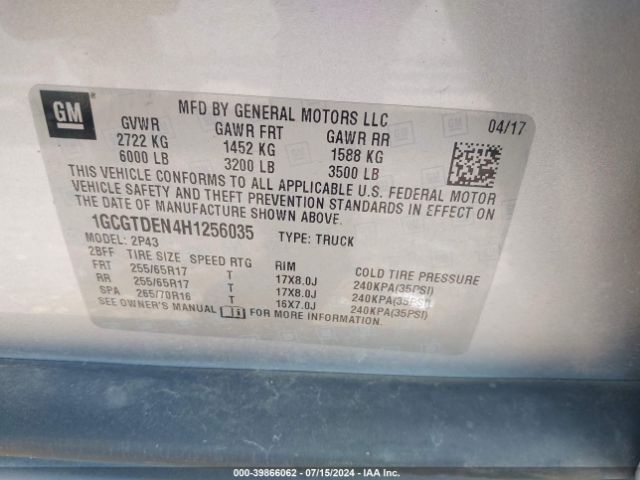 GM
MFD BY GENERAL MOTORS LLC
04/17
GVWR GAWR FRT GAWR RR
2722 KG 1452 KG 1588 KG
6000 LB 3200 LB 3500 LB
THIS VEHICLE CONFORMS TO ALL APPLICABLE U.S. FEDERAL MOTOR
VEHICLE SAFETY AND THEFT PREVENTION STANDARDS IN EFFECT ON
THE DATE OF MANUFACTURE SHOWN ABOVE.
1GCGTDEN4H1256035 TYPE: TRUCK
MODEL: 2P43
2BFF TIRE SIZE SPEED RTG RIM COLD TIRE PRESSURE
FRT 255/65R17 T 17X8.0J 240KPA(35PSI)
RR 255/65R17 T 17X8.0J 240KPA(35PSI)
SPA 265/70R16 T 16X7.0J 240KPA(35PSI)
SEE OWNER'S MANUAL FOR MORE INFORMATION.
000-39866062 - 07/15/2024 - IAA Inc.